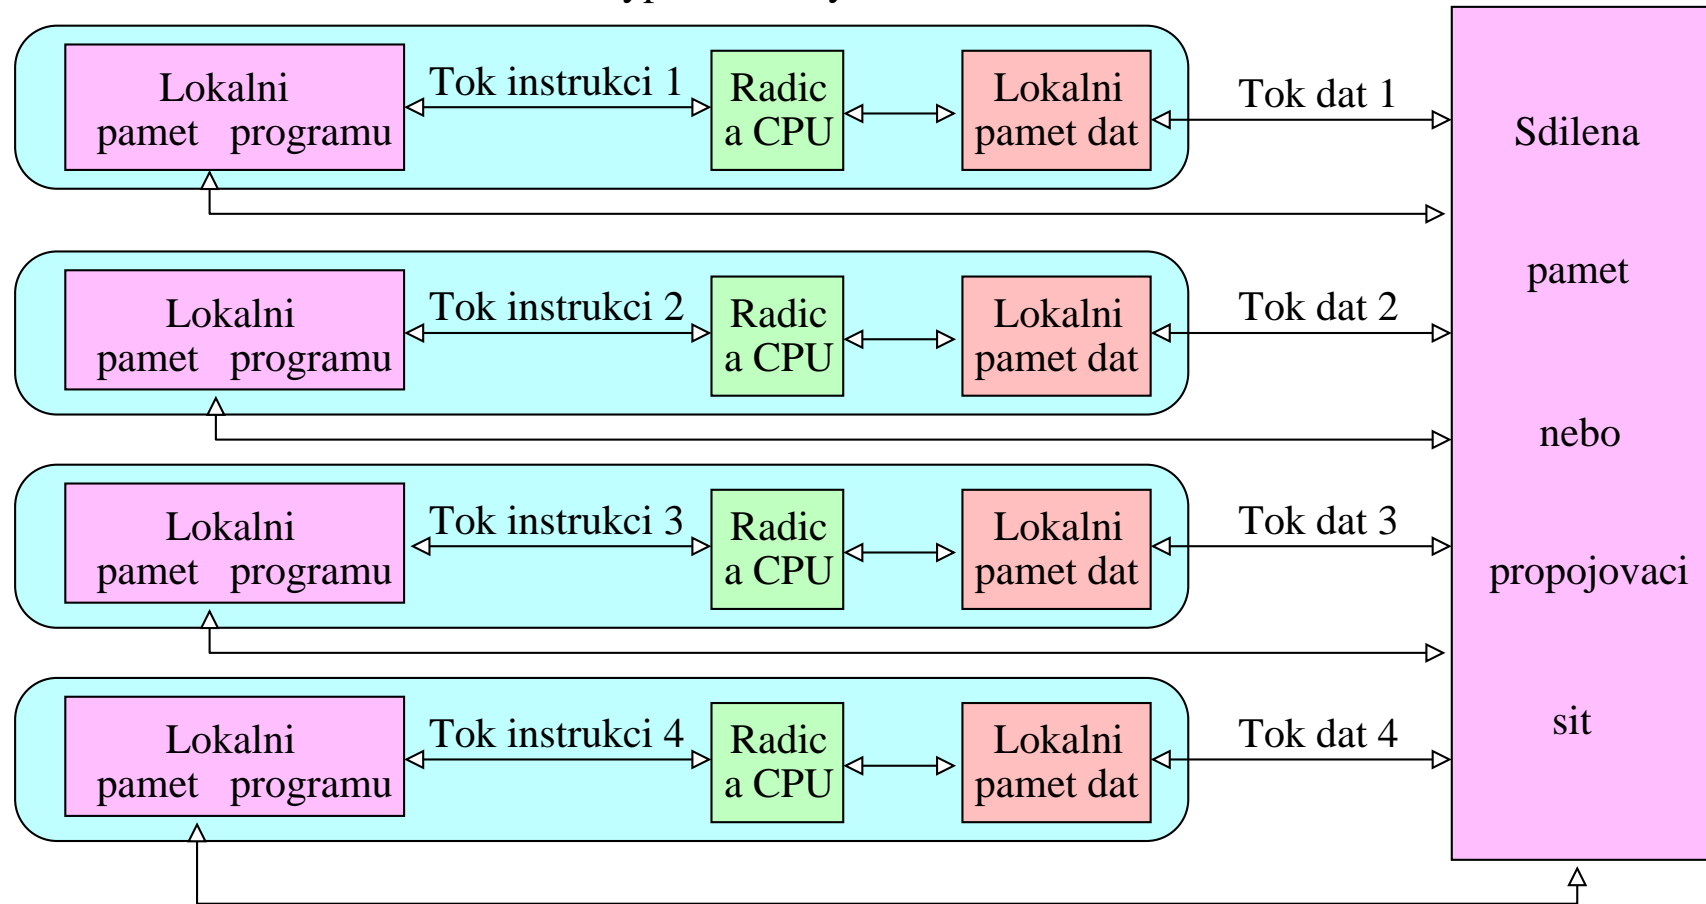 Lokalni
pamet programu
Tok instrukci 1
Radic
a CPU
Lokalni
pamet dat
Tok dat 1
Lokalni
pamet programu
Tok instrukci 2
Radic
a CPU
Lokalni
pamet dat
Tok dat 2
Lokalni
pamet programu
Tok instrukci 3
Radic
a CPU
Lokalni
pamet dat
Tok dat 3
Lokalni
pamet programu
Tok instrukci 4
Radic
a CPU
Lokalni
pamet dat
Tok dat 4
Sdilena
pamet
nebo
propojovaci
sit